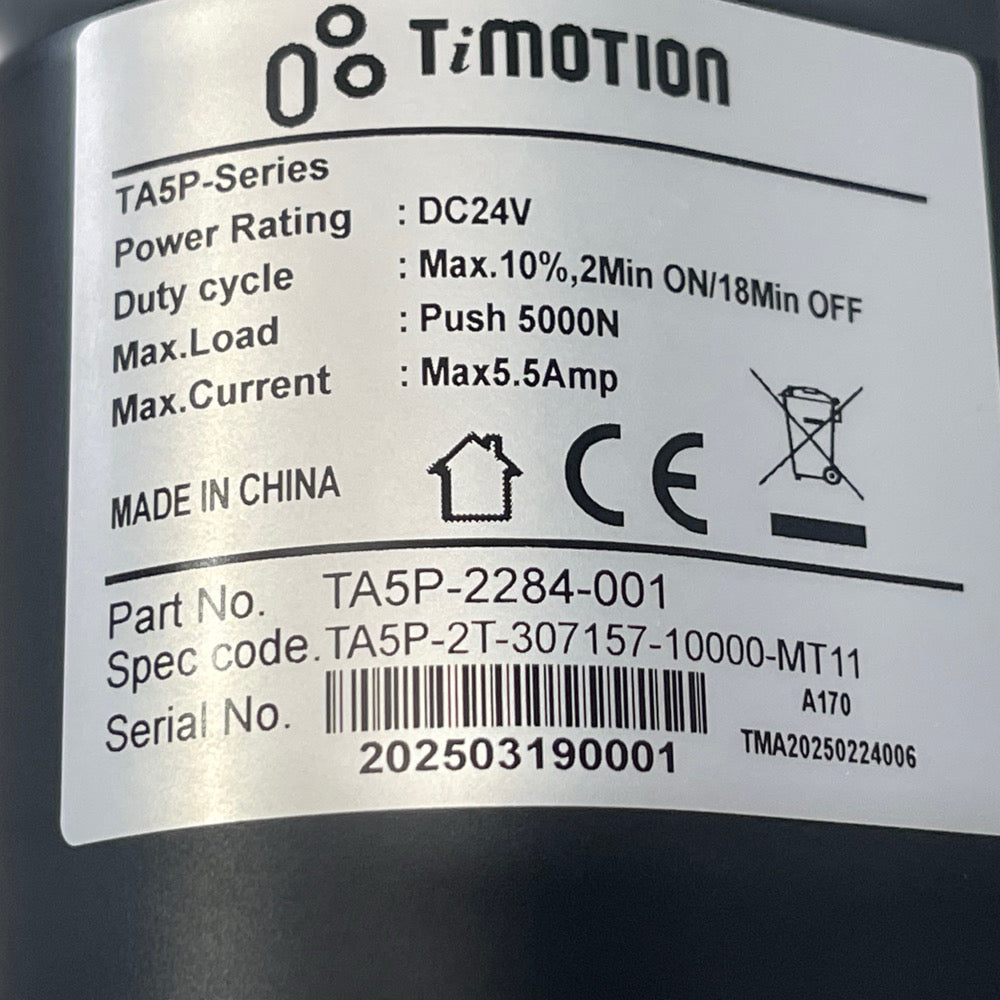 TiMOTION
TA5P-Series
Power Rating : DC24V
Duty cycle : Max.10%,2Min ON/18Min OFF
Max.Load : Push 5000N
Max.Current : Max5.5Amp
MADE IN CHINA CE
Part No. TA5P-2284-001
Spec code. TA5P-2T-307157-10000-MT11
A170
Serial No. 202503190001
TMA20250224006